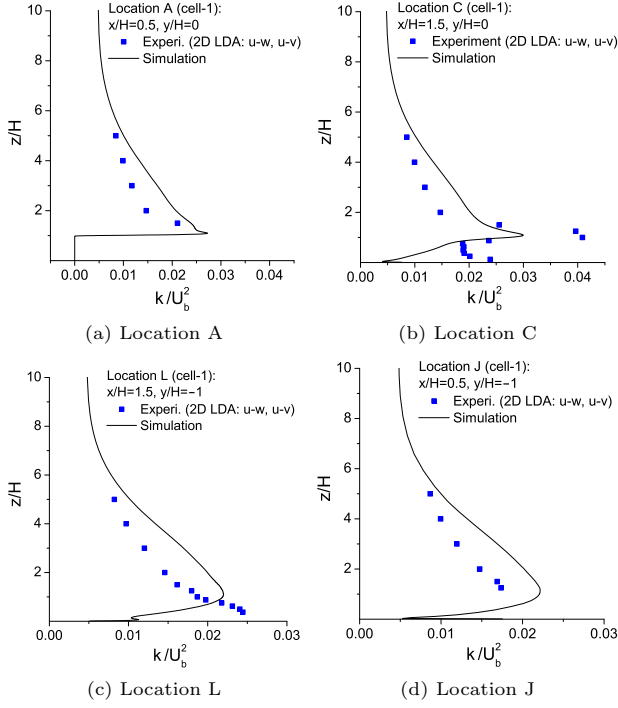 Location A (cell-1):
x/H=0.5, y/H=0
Experi. (2D LDA: u-w, u-v)
Simulation
10
8
6
4
2
z/H
0.00 0.01 0.02 0.03 0.04
k/U_b^2
(a) Location A
Location C (cell-1):
x/H=1.5, y/H=0
Experiment (2D LDA: u-w, u-v)
Simulation
10
8
6
4
2
z/H
0.00 0.01 0.02 0.03 0.04
k/U_b^2
(b) Location C
Location L (cell-1):
x/H=1.5, y/H=−1
Experi. (2D LDA: u-w, u-v)
Simulation
10
8
6
4
2
z/H
0.00 0.01 0.02 0.03
k/U_b^2
(c) Location L
Location J (cell-1):
x/H=0.5, y/H=−1
Experi. (2D LDA: u-w, u-v)
Simulation
10
8
6
4
2
z/H
0.00 0.01 0.02 0.03
k/U_b^2
(d) Location J